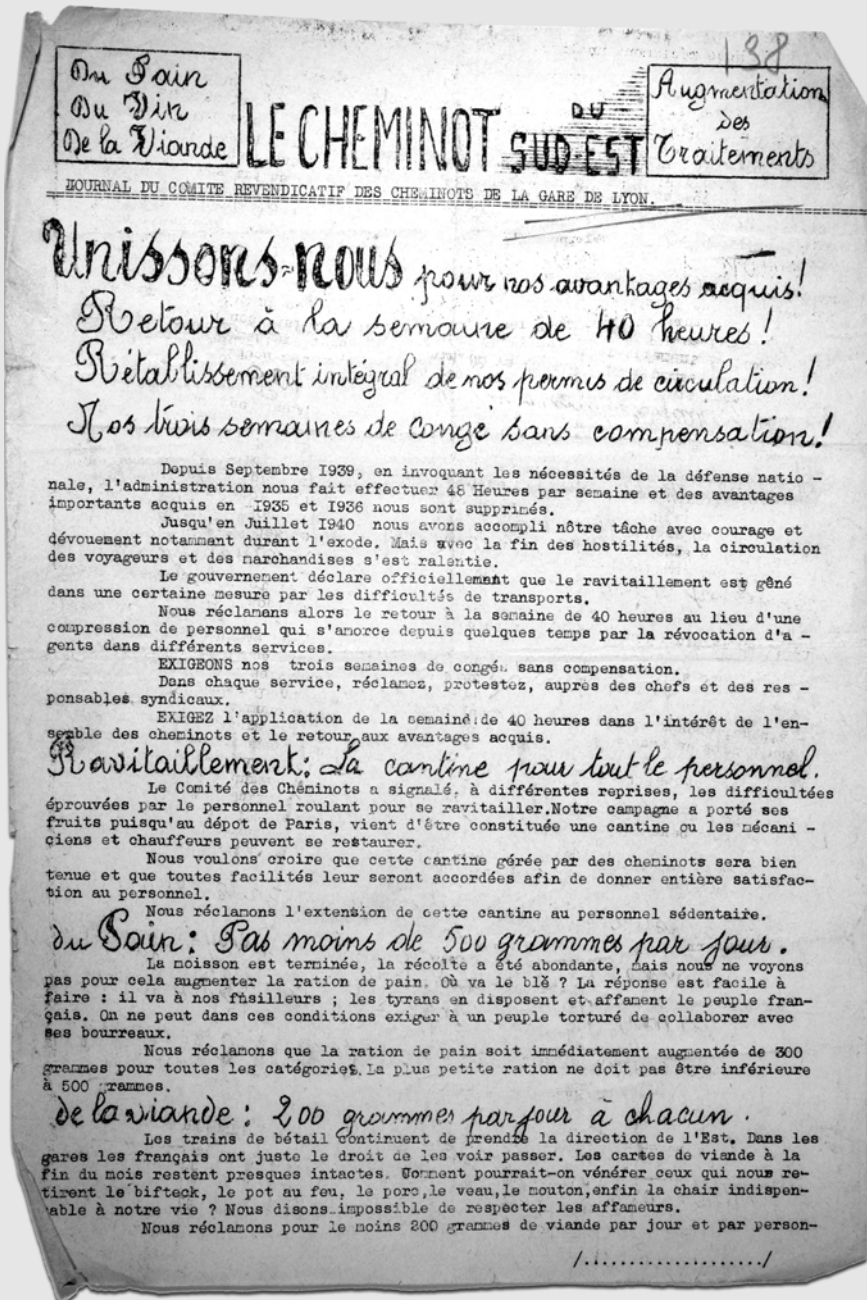 138
Du Pain
Du Vin
De la Viande
LE CHEMINOT DU SUD-EST
Augmentation
Des
Traitements
JOURNAL DU COMITE REVENDICATIF DES CHEMINOTS DE LA GARE DE LYON.
Unissons-nous pour nos avantages acquis!
Retour à la semaine de 40 heures!
Rétablissement intégral de nos permis de circulation!
Nos trois semaines de congé sans compensation!
Depuis Septembre I939, en invoquant les nécessités de la défense natio -
nale, l'administration nous fait effectuer 48 Heures par semaine et des avantages
importants acquis en I935 et I936 nous sont supprimés.
Jusqu'en Juillet I940 nous avons accompli nôtre tâche avec courage et
dévouement notamment durant l'exode. Mais avec la fin des hostilités, la circulation
des voyageurs et des marchandises s'est ralentie.
Le gouvernement déclare officiellement que le ravitaillement est gêné
dans une certaine mesure par les difficultés de transports.
Nous réclamans alors le retour à la semaine de 40 heures au lieu d'une
compression de personnel qui s'amorce depuis quelques temps par la révocation d'a -
gents dans différents services.
EXIGEONS nos trois semaines de congés sans compensation.
Dans chaque service, réclamez, protestez, auprès des chefs et des res -
ponsables syndicaux.
EXIGEZ l'application de la semaine de 40 heures dans l'intérêt de l'en-
semble des cheminots et le retour aux avantages acquis.
Ravitaillement: La cantine pour tout le personnel.
Le Comité des Cheminots a signalé, à différentes reprises, les difficultées
éprouvées par le personnel roulant pour se ravitailler.Notre campagne a porté ses
fruits puisqu'au dépot de Paris, vient d'être constituée une cantine ou les mécani -
ciens et chauffeurs peuvent se restaurer.
Nous voulons croire que cette cantine gérée par des cheminots sera bien
tenue et que toutes facilités leur seront accordées afin de donner entière satisfac-
tion au personnel.
Nous réclamons l'extension de cette cantine au personnel sédentaire.
du Pain: Pas moins de 500 grammes par jour.
La moisson est terminée, la récolte a été abondante, mais nous ne voyons
pas pour cela augmenter la ration de pain. Où va le blé ? La réponse est facile à
faire : il va à nos fusilleurs ; les tyrans en disposent et affament le peuple fran-
çais. On ne peut dans ces conditions exiger à un peuple torturé de collaborer avec
ses bourreaux.
Nous réclamons que la ration de pain soit immédiatement augmentée de 300
grammes pour toutes les catégories. La plus petite ration ne doit pas être inférieure
à 500 grammes.
de la viande: 200 grammes par jour à chacun.
Les trains de bétail continuent de prendre la direction de l'Est. Dans les
gares les français ont juste le droit de les voir passer. Les cartes de viande à la
fin du mois restent presques intactes. Comment pourrait-on vénérer ceux qui nous re-
tirent le bifteck, le pot au feu, le porc,le veau,le mouton,enfin la chair indispen-
sable à notre vie ? Nous disons impossible de respecter les affameurs.
Nous réclamons pour le moins 200 grammes de viande par jour et par person-
/...................../